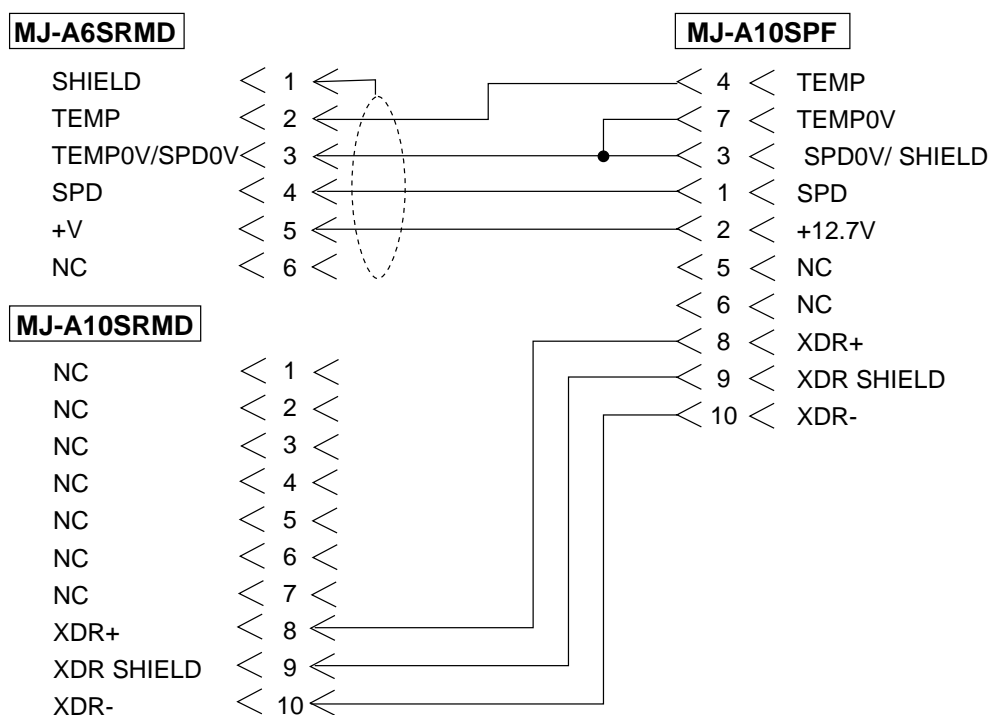 MJ-A6SRMD
SHIELD 1
TEMP 2
TEMP0V/SPD0V 3
SPD 4
+V 5
NC 6
MJ-A10SRMD
NC 1
NC 2
NC 3
NC 4
NC 5
NC 6
NC 7
XDR+ 8
XDR SHIELD 9
XDR- 10
MJ-A10SPF
4 TEMP
7 TEMP0V
3 SPD0V/ SHIELD
1 SPD
2 +12.7V
5 NC
6 NC
8 XDR+
9 XDR SHIELD
10 XDR-